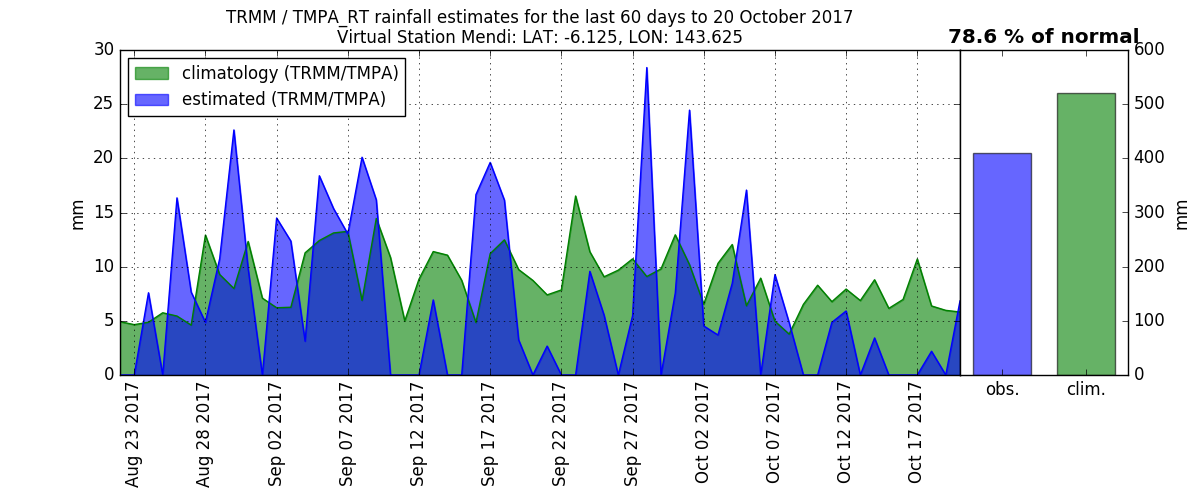 TRMM / TMPA_RT rainfall estimates for the last 60 days to 20 October 2017
Virtual Station Mendi: LAT: -6.125, LON: 143.625
78.6 % of normal
climatology (TRMM/TMPA)
estimated (TRMM/TMPA)
mm
30
25
20
15
10
5
0
Aug 23 2017
Aug 28 2017
Sep 02 2017
Sep 07 2017
Sep 12 2017
Sep 17 2017
Sep 22 2017
Sep 27 2017
Oct 02 2017
Oct 07 2017
Oct 12 2017
Oct 17 2017
obs.
clim.
600
500
400
300
200
100
0
mm